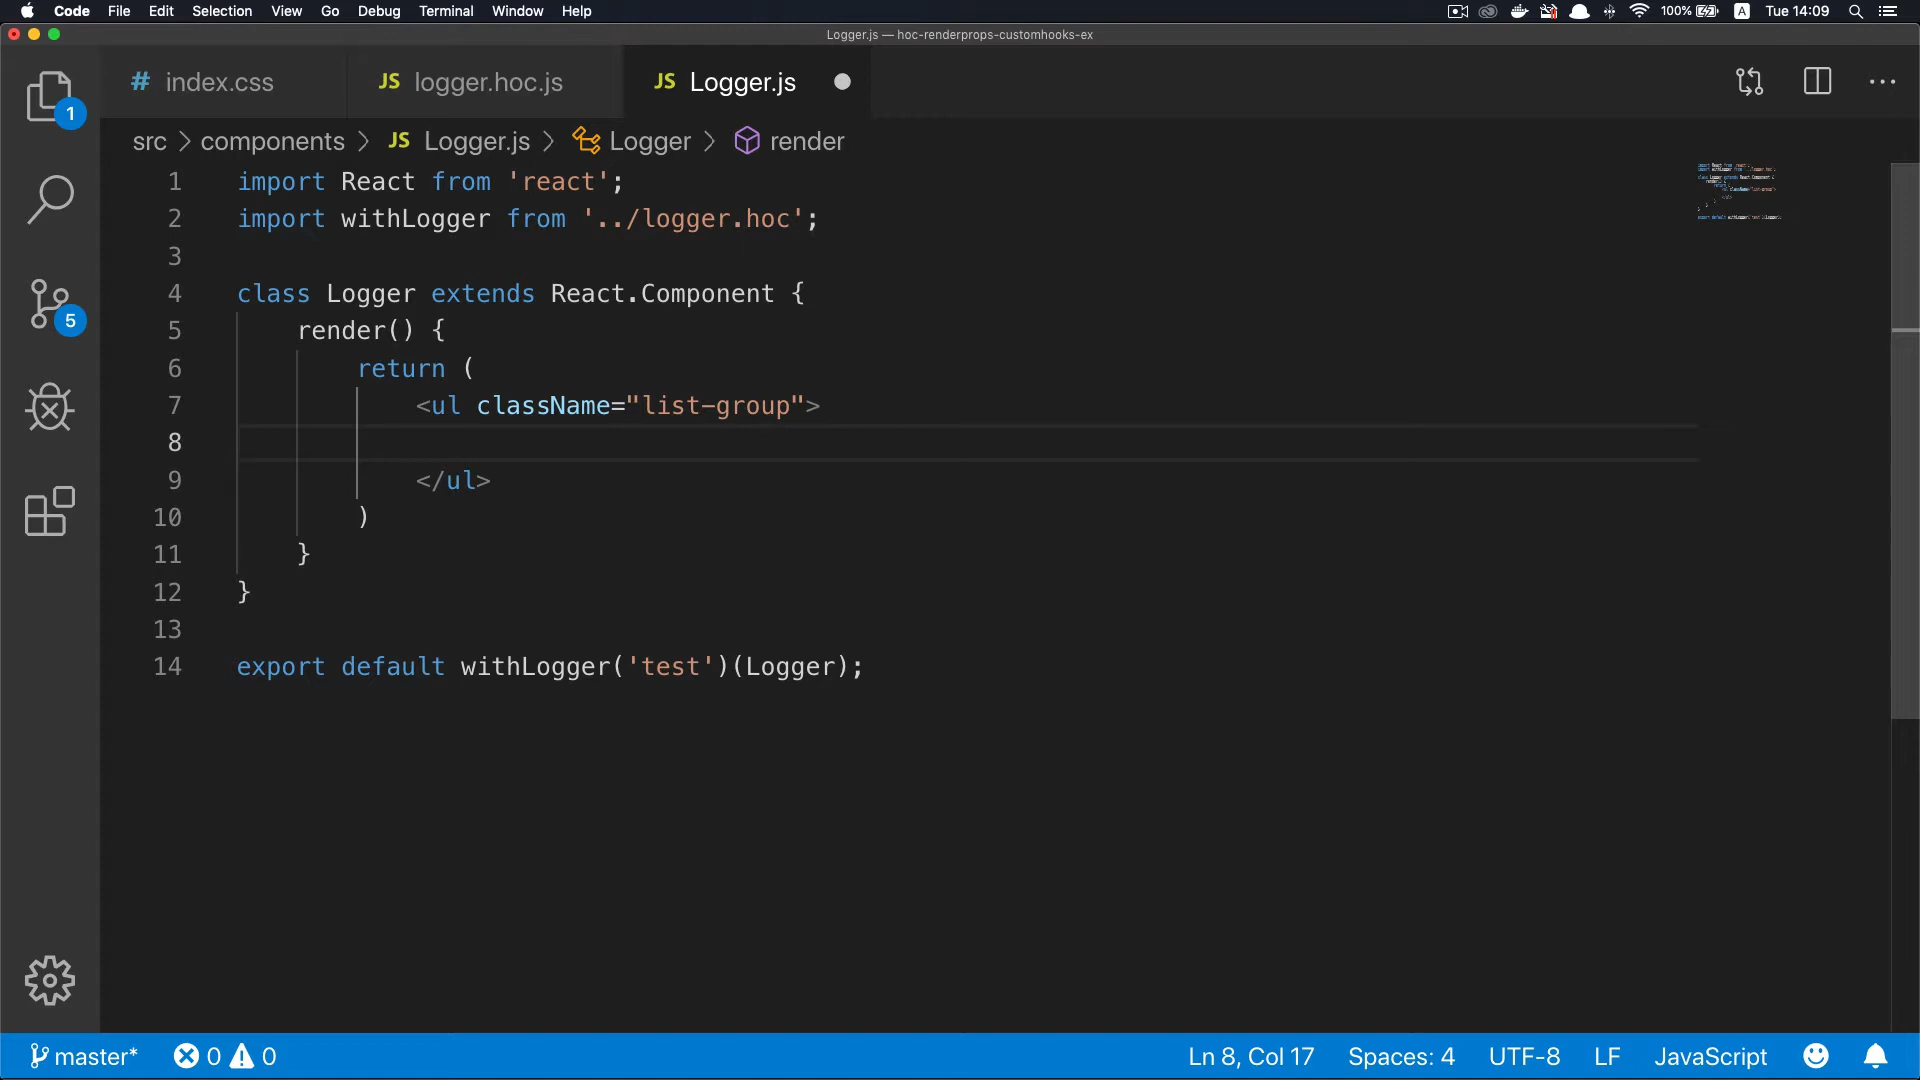 Code File Edit Selection View Go Debug Terminal Window Help 100% A Tue 14:09
Logger.js — hoc-renderprops-customhooks-ex
# index.css JS logger.hoc.js JS Logger.js
src > components > JS Logger.js > Logger > render
1 import React from 'react';
2 import withLogger from '../logger.hoc';
3
4 class Logger extends React.Component {
5 render() {
6 return (
7 <ul className="list-group">
8
9 </ul>
10 )
11 }
12 }
13
14 export default withLogger('test')(Logger);
1
5
master* 0 0 Ln 8, Col 17 Spaces: 4 UTF-8 LF JavaScript